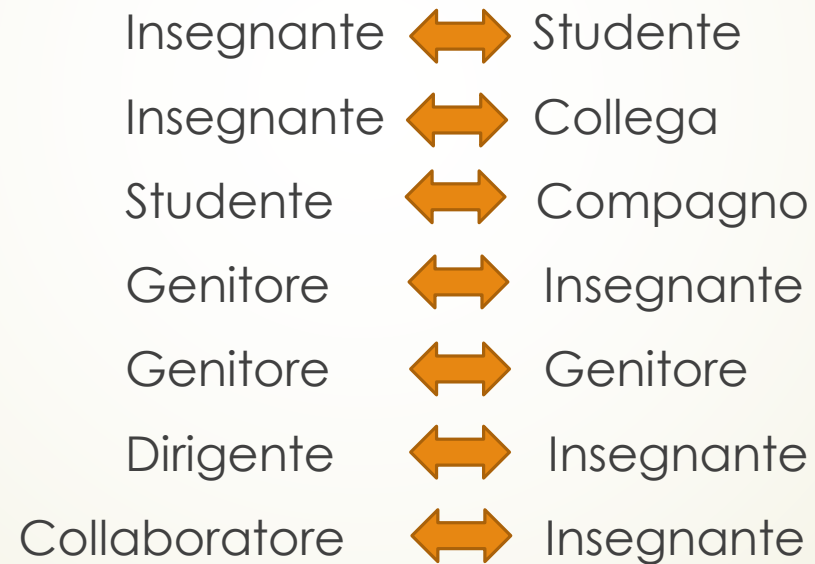 Insegnante Studente
Insegnante Collega
Studente Compagno
Genitore Insegnante
Genitore Genitore
Dirigente Insegnante
Collaboratore Insegnante